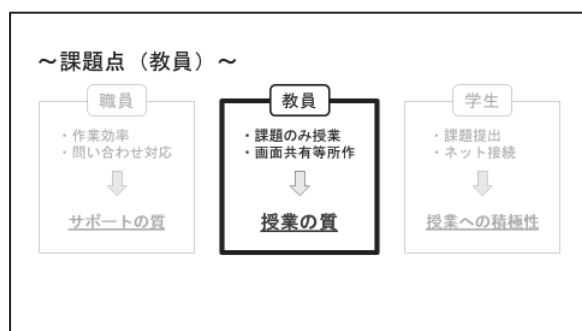 ～課題点（教員）～
職員
・作業効率
・問い合わせ対応
サポートの質
教員
・課題のみ授業
・画面共有等所作
授業の質
学生
・課題提出
・ネット接続
授業への積極性